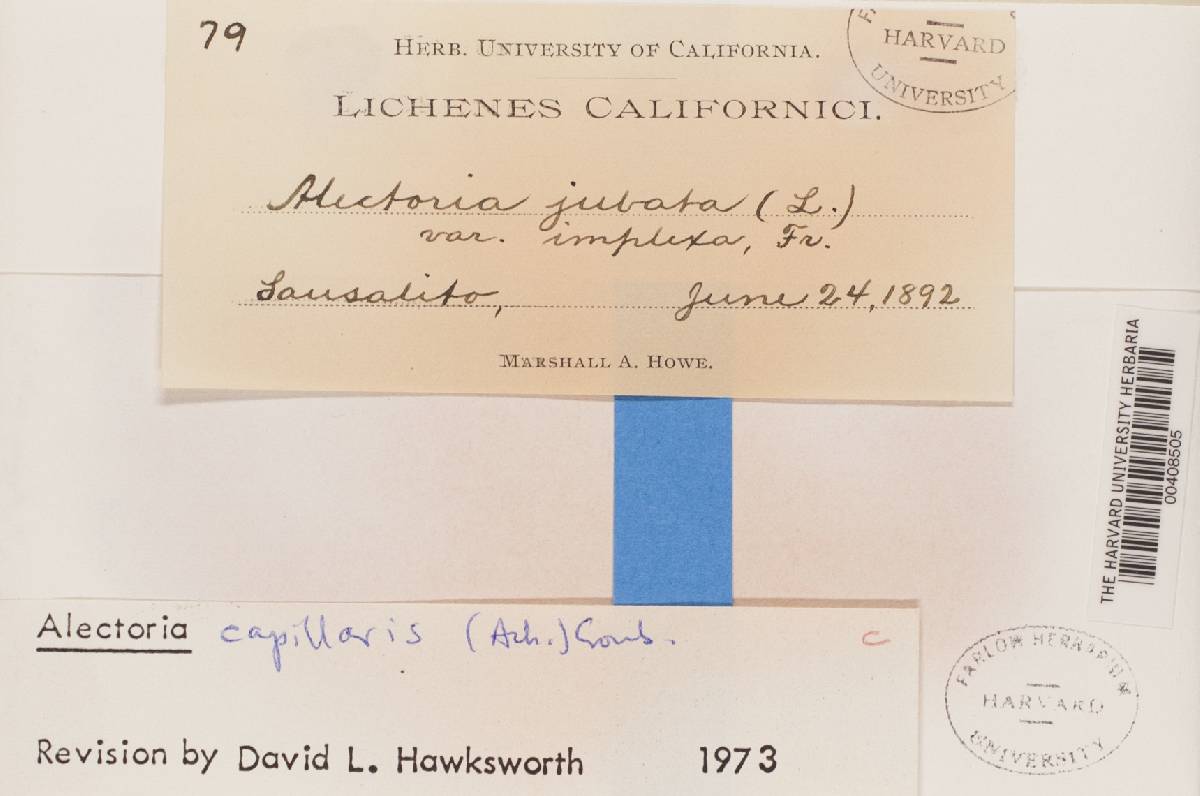 79
HERB. UNIVERSITY OF CALIFORNIA.
LICHENES CALIFORNICI.
HARVARD
UNIVERSITY
Alectoria jubata (L.)
var. implexa, Fr.
Sausalito, June 24, 1892
MARSHALL A. HOWE.
THE HARVARD UNIVERSITY HERBARIA
00408505
Alectoria capillaris (Ach.) Cromb. c
Revision by David L. Hawksworth 1973
FARLOW HERBARIUM
HARVARD
UNIVERSITY